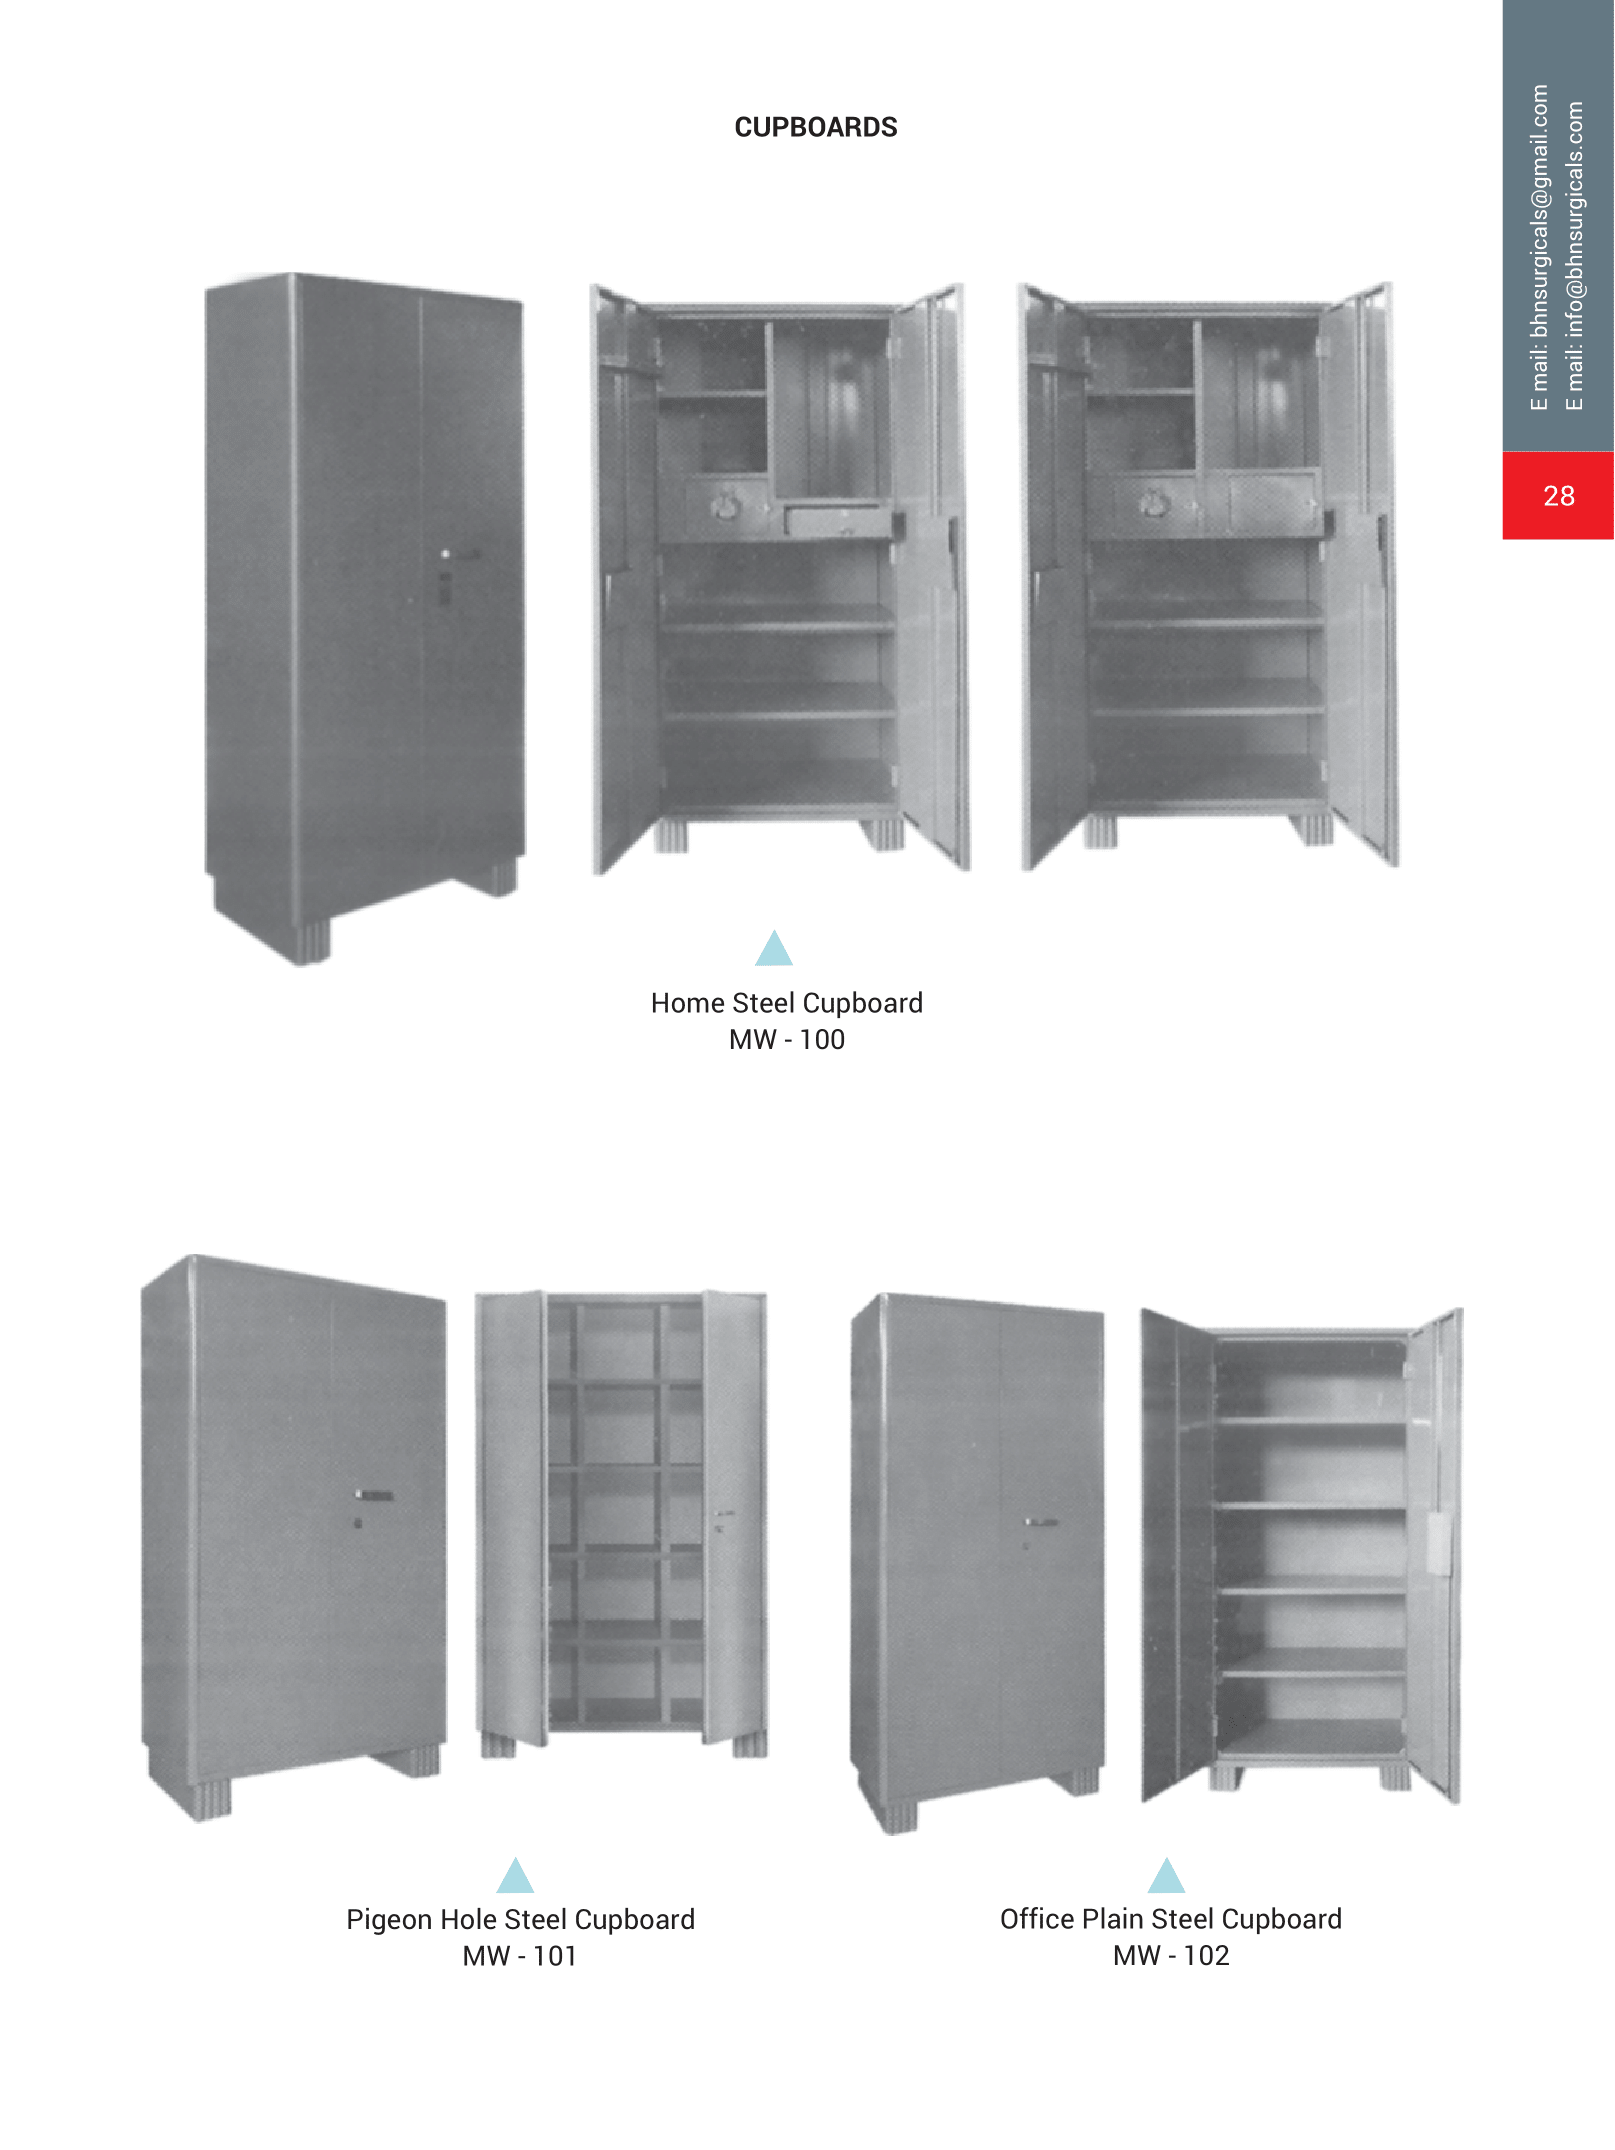 CUPBOARDS
E mail: bhnsurgicals@gmail.com
E mail: info@bhnsurgicals.com
28
Home Steel Cupboard
MW - 100
Pigeon Hole Steel Cupboard
MW - 101
Office Plain Steel Cupboard
MW - 102